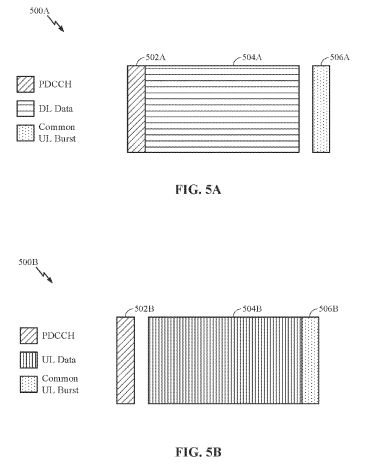 500A
502A
504A
506A
PDCCH
DL Data
Common
UL Burst
FIG. 5A
500B
502B
504B
506B
PDCCH
UL Data
Common
UL Burst
FIG. 5B